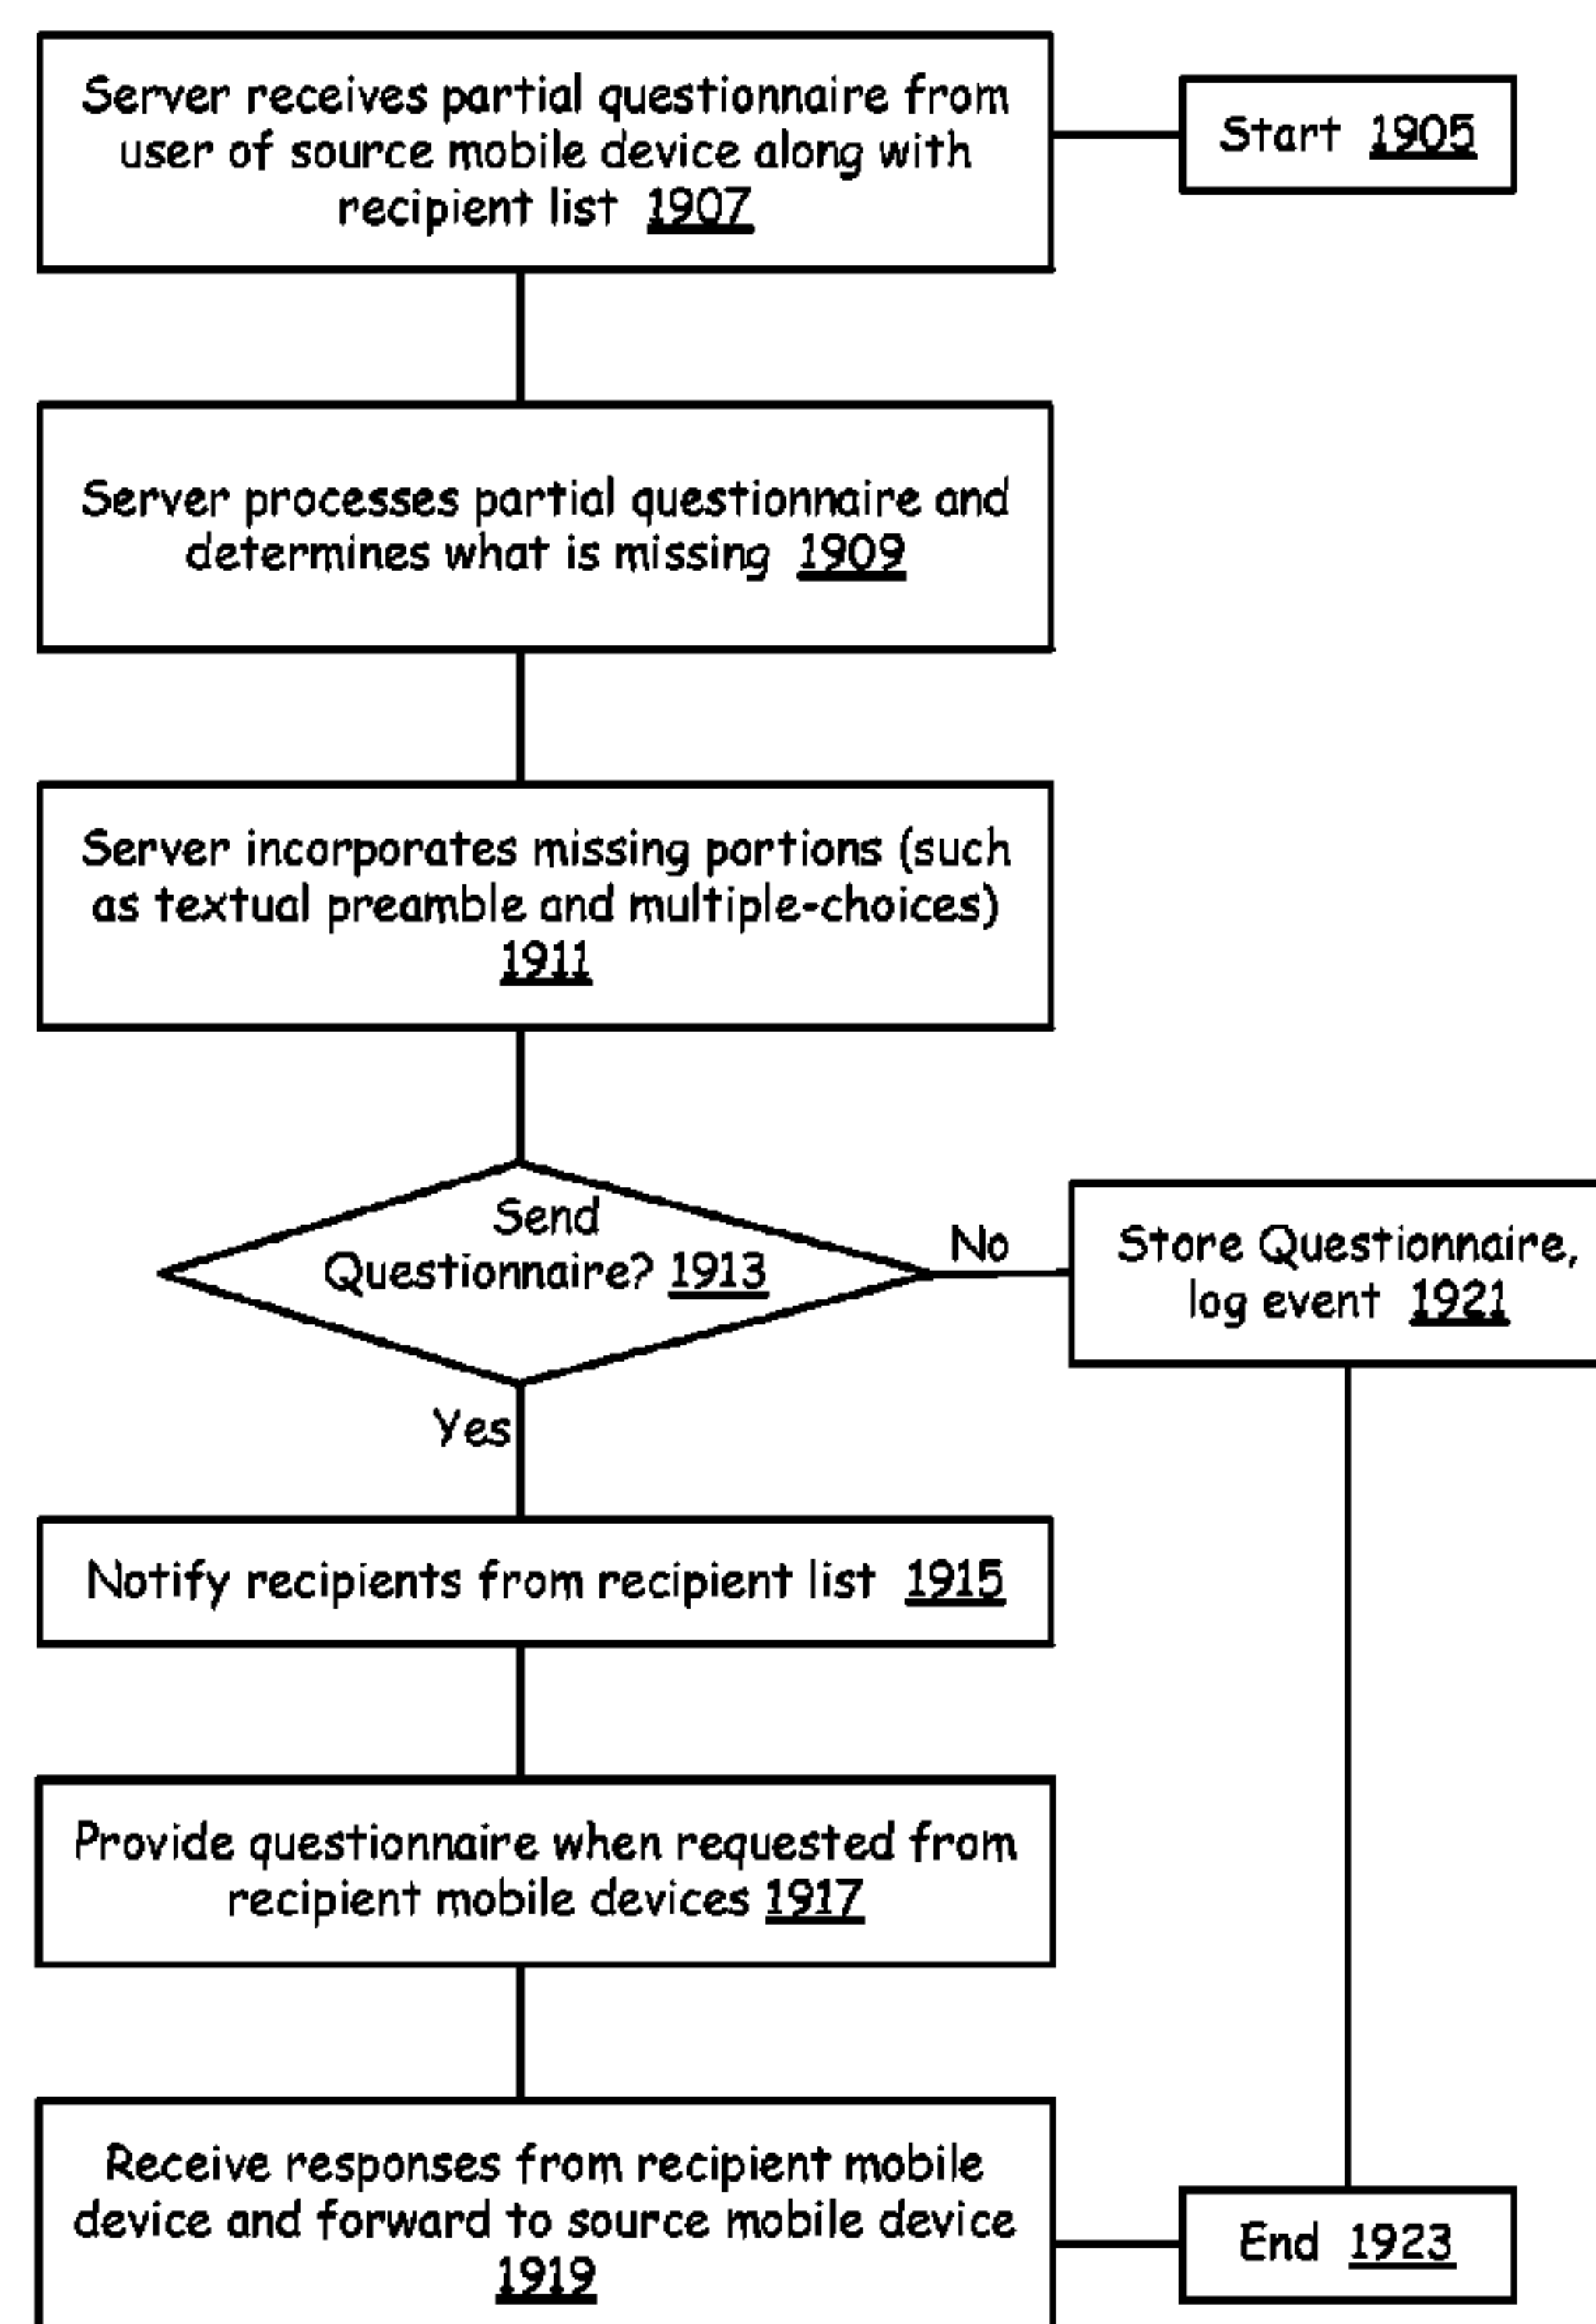 Server receives partial questionnaire from
user of source mobile device along with
recipient list 1907
Start 1905
Server processes partial questionnaire and
determines what is missing 1909
Server incorporates missing portions (such
as textual preamble and multiple-choices)
1911
Send
Questionnaire? 1913
No
Store Questionnaire,
log event 1921
Yes
Notify recipients from recipient list 1915
Provide questionnaire when requested from
recipient mobile devices 1917
Receive responses from recipient mobile
device and forward to source mobile device
1919
End 1923